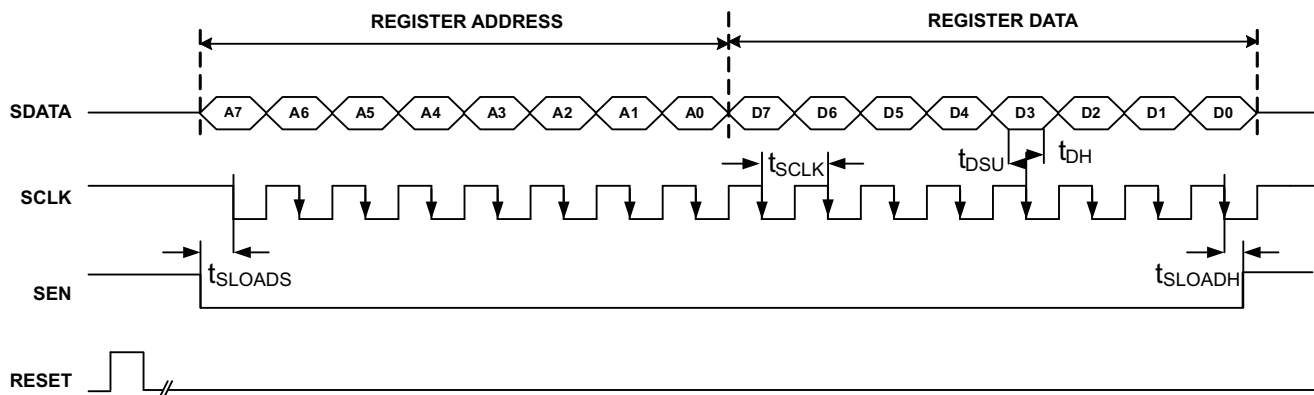 REGISTER ADDRESS REGISTER DATA
SDATA A7 A6 A5 A4 A3 A2 A1 A0 D7 D6 D5 D4 D3 D2 D1 D0
tSCLK tDSU tDH
SCLK
tSLOADS tSLOADH
SEN
RESET